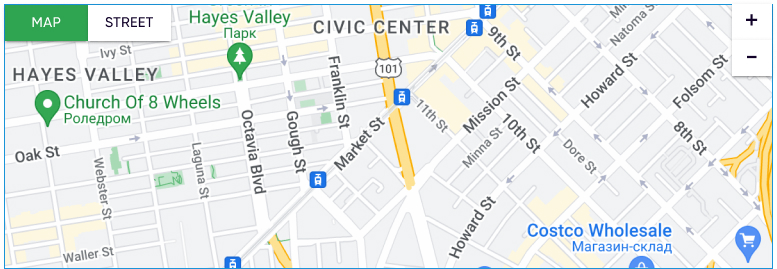 MAP
STREET
+
−
Hayes Valley
Парк
CIVIC CENTER
9th St
Natoma St
Ivy St
HAYES VALLEY
Franklin St
101
Folsom St
Howard St
Church Of 8 Wheels
Роледром
11th St
Mission St
10th St
8th St
Octavia Blvd
Gough St
Market St
Minna St
Dore St
Oak St
Webster St
Laguna St
Howard St
Costco Wholesale
Магазин-склад
Waller St